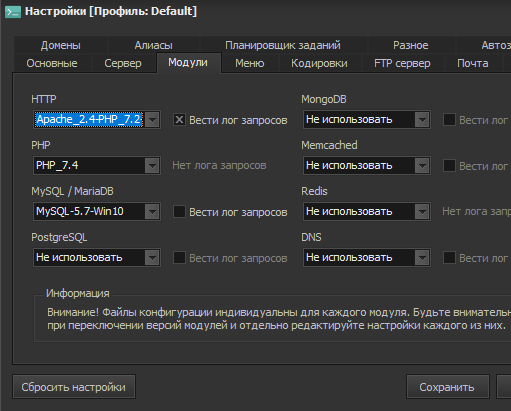 Настройки [Профиль: Default]
Домены Алиасы Планировщик заданий Разное
Основные Сервер Модули Меню Кодировки FTP сервер Почта
HTTP MongoDB
Apache_2.4-PHP_7.2 Вести лог запросов Не использовать Вести лог
PHP Memcached
PHP_7.4 Нет лога запросов Не использовать Вести лог
MySQL / MariaDB Redis
MySQL-5.7-Win10 Вести лог запросов Не использовать Нет лога
PostgreSQL DNS
Не использовать Вести лог запросов Не использовать Вести лог
Информация
Внимание! Файлы конфигурации индивидуальны для каждого модуля. Будьте
при переключении версий модулей и отдельно редактируйте настройки каждого из них.
Сбросить настройки Сохранить